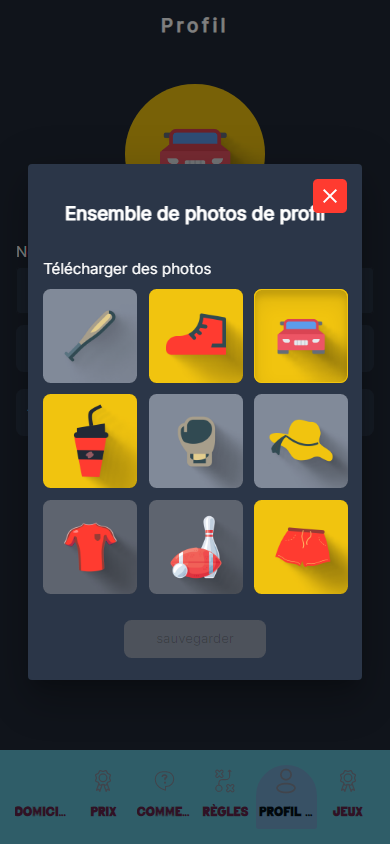 Profil
N
Ensemble de photos de profil
Télécharger des photos
sauvegarder
DOMICI... PRIX COMME... RÈGLES PROFIL ... JEUX